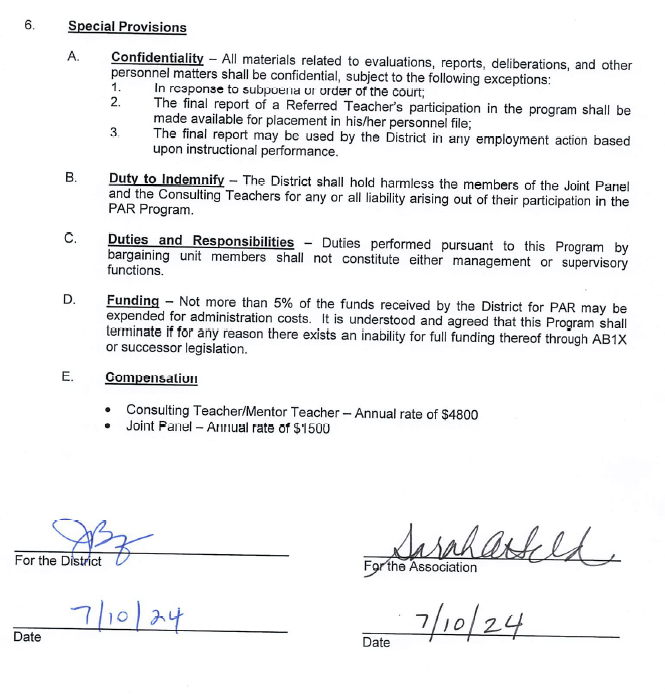 6. Special Provisions
A. Confidentiality – All materials related to evaluations, reports, deliberations, and other
personnel matters shall be confidential, subject to the following exceptions:
1. In response to subpoena or order of the court;
2. The final report of a Referred Teacher's participation in the program shall be
made available for placement in his/her personnel file;
3. The final report may be used by the District in any employment action based
upon instructional performance.
B. Duty to Indemnify – The District shall hold harmless the members of the Joint Panel
and the Consulting Teachers for any or all liability arising out of their participation in the
PAR Program.
C. Duties and Responsibilities – Duties performed pursuant to this Program by
bargaining unit members shall not constitute either management or supervisory
functions.
D. Funding – Not more than 5% of the funds received by the District for PAR may be
expended for administration costs. It is understood and agreed that this Program shall
terminate if for any reason there exists an inability for full funding thereof through AB1X
or successor legislation.
E. Compensation
• Consulting Teacher/Mentor Teacher – Annual rate of $4800
• Joint Panel – Annual rate of $1500
Sarah
For the District For the Association
7/10/24 7/10/24
Date Date